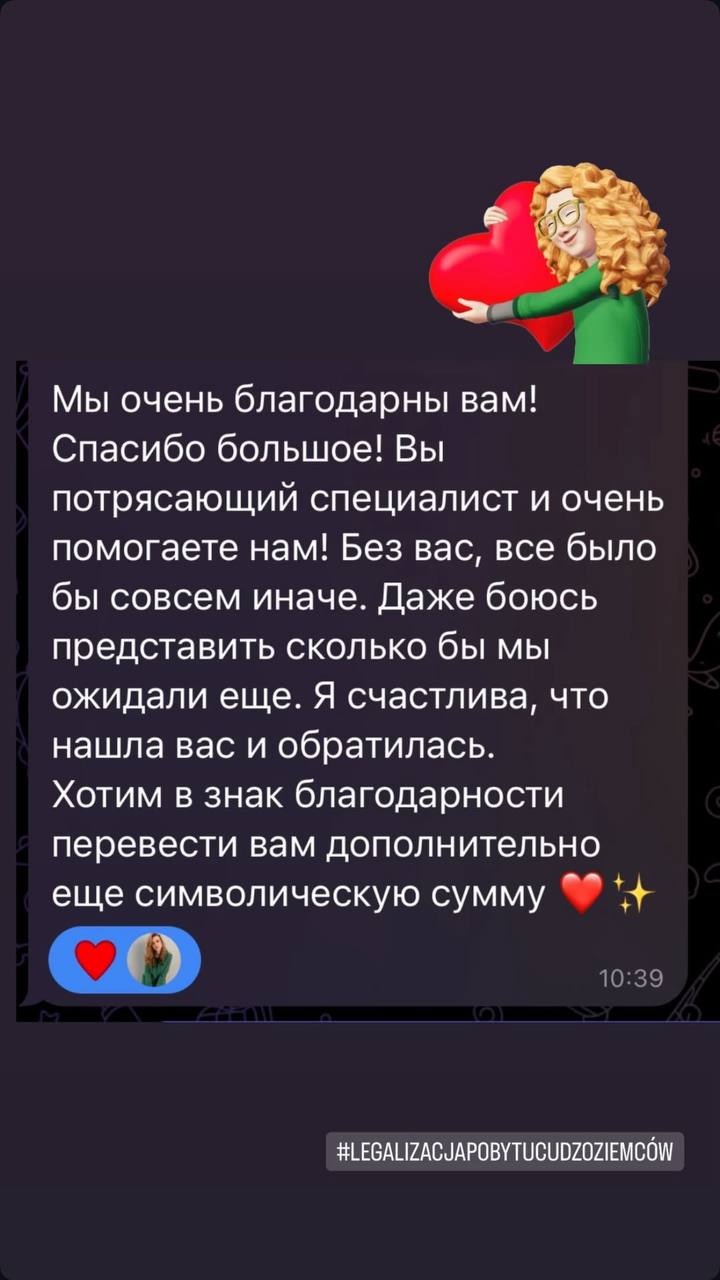 Мы очень благодарны вам!
Спасибо большое! Вы
потрясающий специалист и очень
помогаете нам! Без вас, все было
бы совсем иначе. Даже боюсь
представить сколько бы мы
ожидали еще. Я счастлива, что
нашла вас и обратилась.
Хотим в знак благодарности
перевести вам дополнительно
еще символическую сумму ❤️✨
10:39
#LEGALIZACJAPOBYTUCUDZOZIEMCÓW